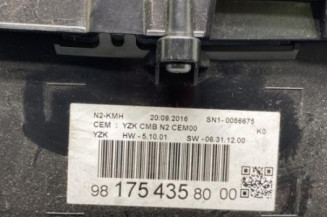 N2-KMH 20.09.2016 SN1-0056675
CEM : YZK CMB N2 CEM00 K0
YZK HW-5.10.01 SW-06.31.12.00
98 175 435 80 00